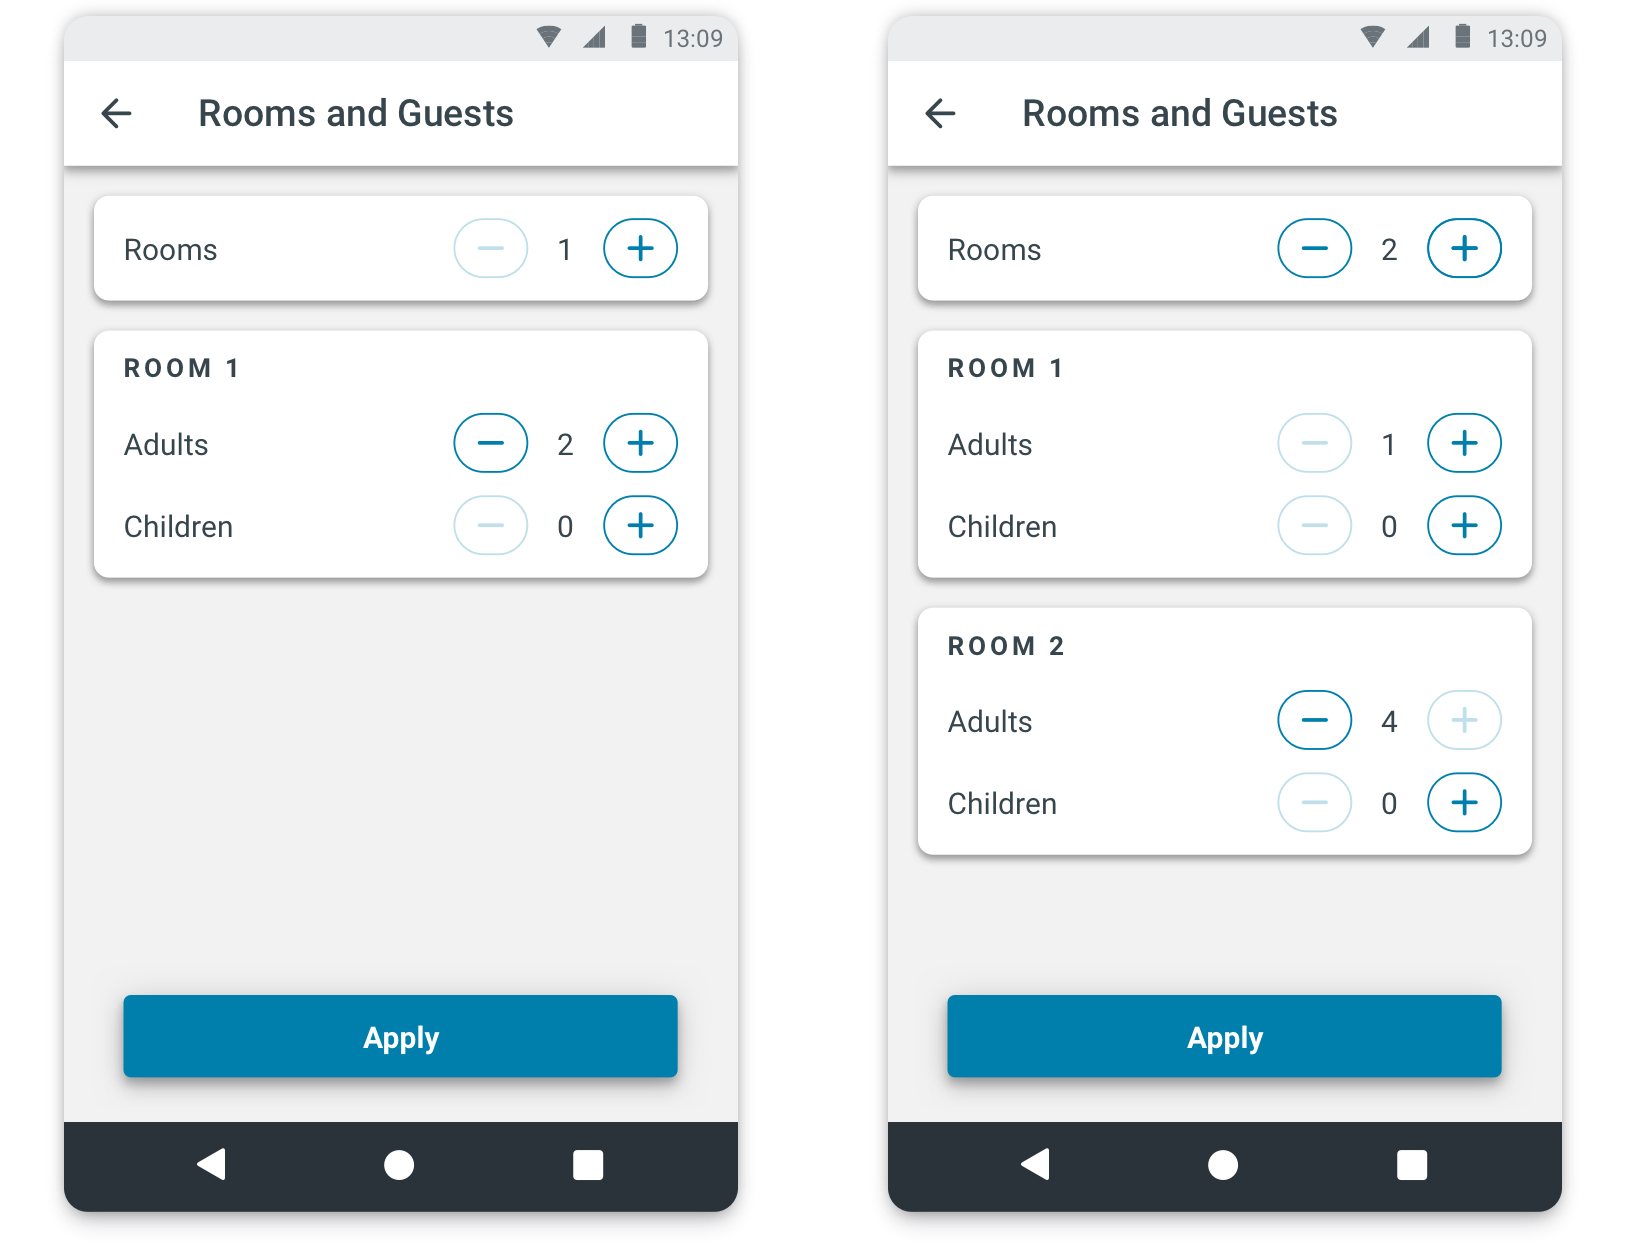 13:09
Rooms and Guests
Rooms 1
ROOM 1
Adults 2
Children 0
Apply
13:09
Rooms and Guests
Rooms 2
ROOM 1
Adults 1
Children 0
ROOM 2
Adults 4
Children 0
Apply